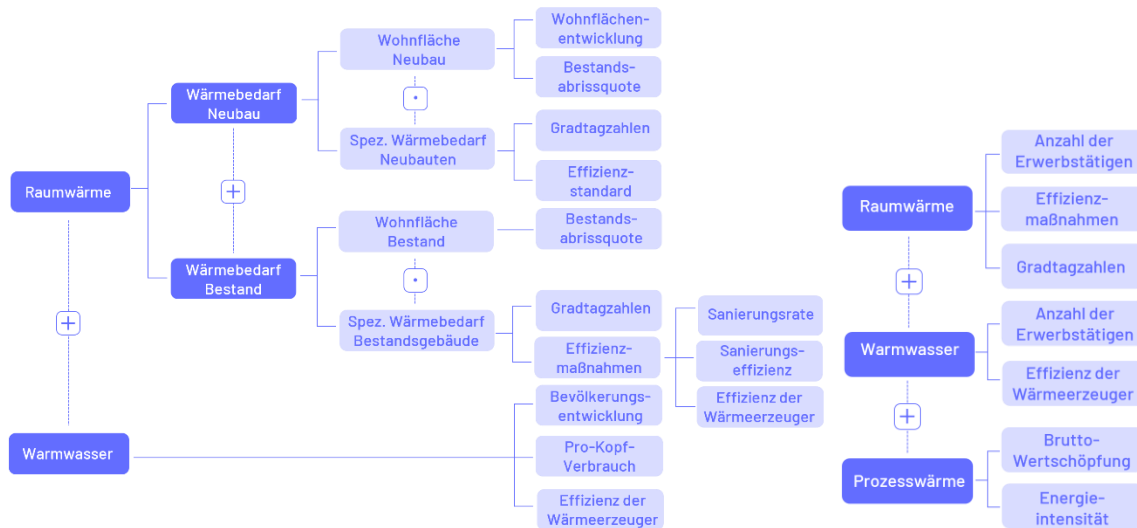 Raumwärme
+
Warmwasser
Wärmebedarf
Neubau
+
Wärmebedarf
Bestand
Wohnfläche
Neubau
·
Spez. Wärmebedarf
Neubauten
Wohnfläche
Bestand
·
Spez. Wärmebedarf
Bestandsgebäude
Wohnflächen-
entwicklung
Bestands-
abrissquote
Gradtagzahlen
Effizienz-
standard
Bestands-
abrissquote
Gradtagzahlen
Effizienz-
maßnahmen
Sanierungsrate
Sanierungs-
effizienz
Effizienz der
Wärmeerzeuger
Bevölkerungs-
entwicklung
Pro-Kopf-
Verbrauch
Effizienz der
Wärmeerzeuger
Raumwärme
+
Warmwasser
+
Prozesswärme
Anzahl der
Erwerbstätigen
Effizienz-
maßnahmen
Gradtagzahlen
Anzahl der
Erwerbstätigen
Effizienz der
Wärmeerzeuger
Brutto-
Wertschöpfung
Energie-
intensität